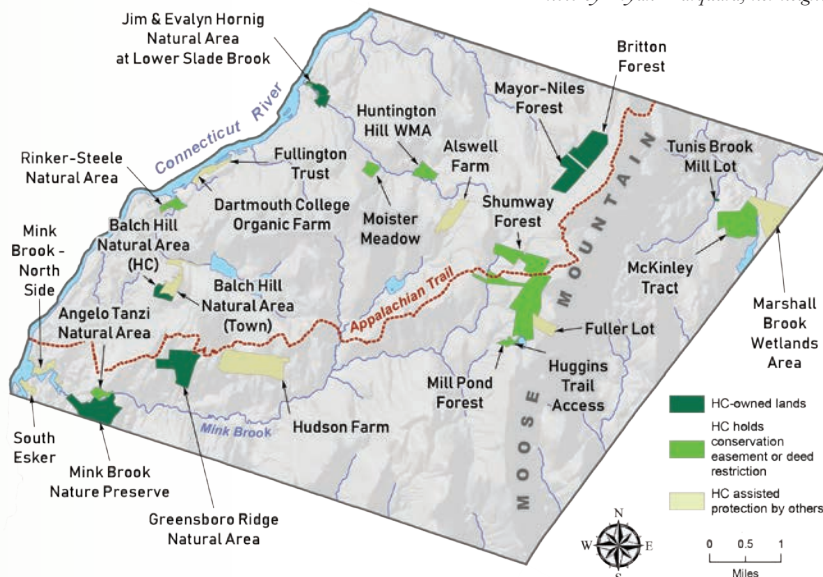 Jim & Evalyn Hornig
Natural Area
at Lower Slade Brook
Britton
Forest
Mayor-Niles
Forest
Connecticut River
Huntington
Hill WMA
Alswell
Farm
Tunis Brook
Mill Lot
Rinker-Steele
Natural Area
Fullington
Trust
Dartmouth College
Organic Farm
Moister
Meadow
Shumway
Forest
Balch Hill
Natural Area
(HC)
Mink
Brook -
North
Side
Balch Hill
Natural Area
(Town)
Angelo Tanzi
Natural Area
Appalachian Trail
MOOSE MOUNTAIN
McKinley
Tract
Marshall
Brook
Wetlands
Area
Fuller Lot
Mill Pond
Forest
Huggins
Trail
Access
Hudson Farm
Mink Brook
South
Esker
Mink Brook
Nature Preserve
Greensboro Ridge
Natural Area
HC-owned lands
HC holds
conservation
easement or deed
restriction
HC assisted
protection by others
N
W E
S
0 0.5 1
Miles